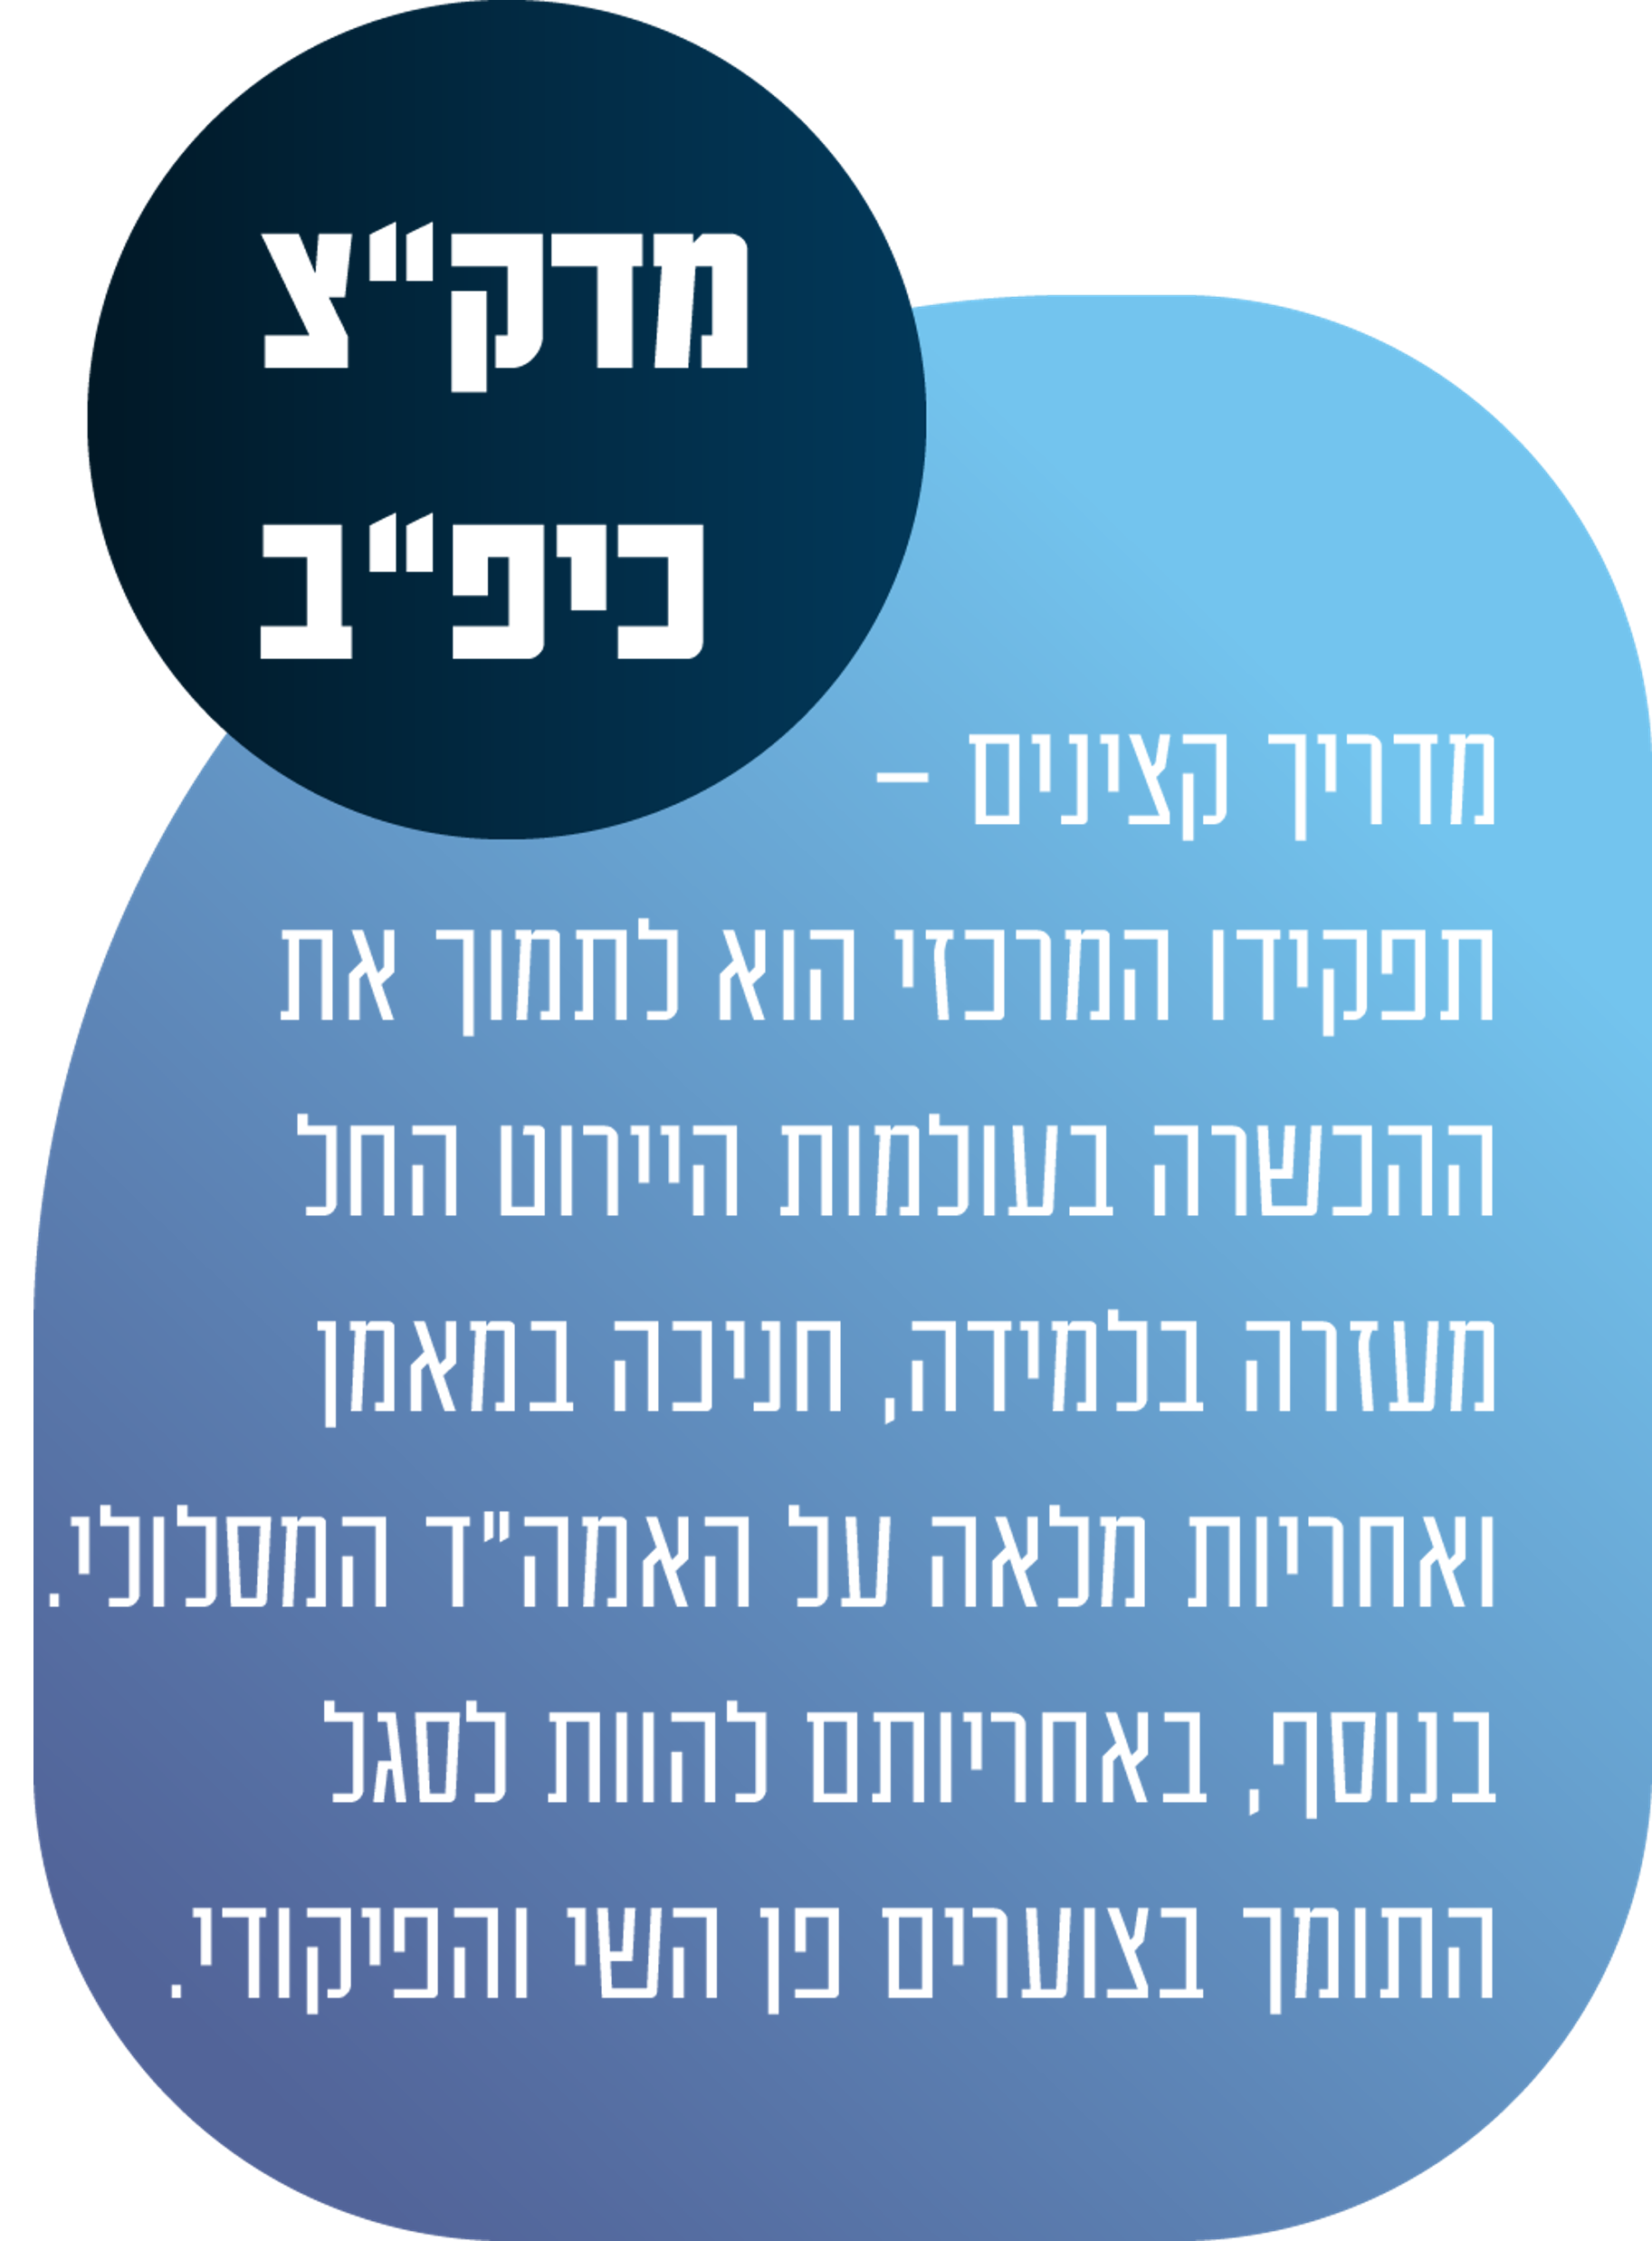 מדק"צ
כיפ"ב
מדריך קצינים –
תפקידו המרכזי הוא לתמוך את
ההכשרה בעולמות היירוט החל
מעזרה בלמידה, חניכה במאמן
ואחריות מלאה על האמה"ד המסלולי.
בנוסף, באחריותם להוות לסגל
התומך בצוערים פן השי והפיקודי.